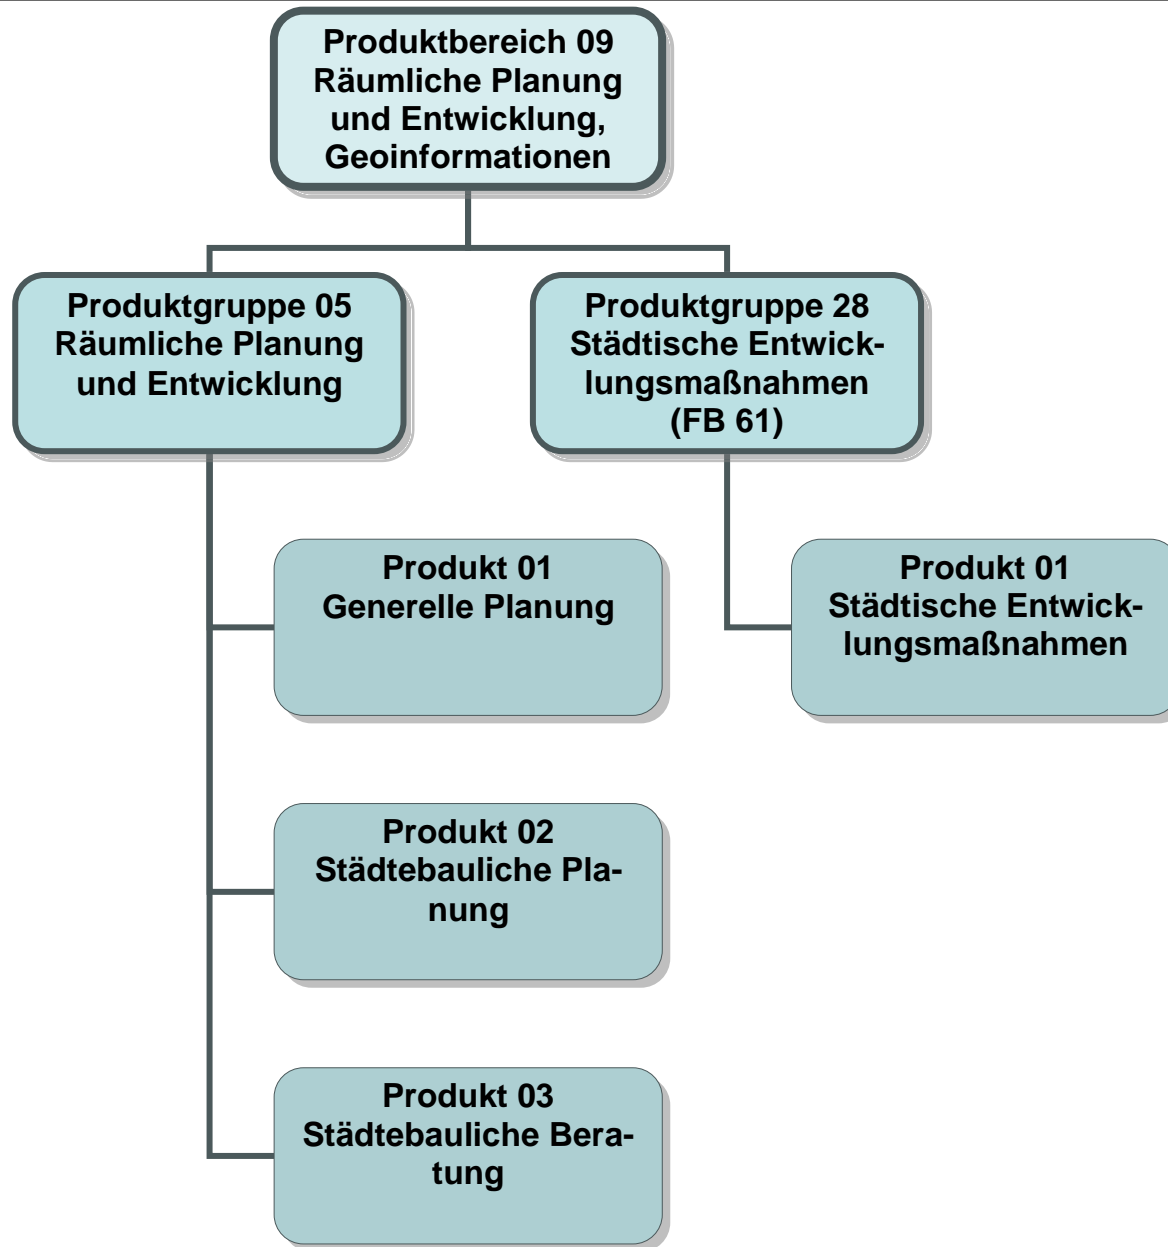 Produktbereich 09
Räumliche Planung
und Entwicklung,
Geoinformationen
Produktgruppe 05
Räumliche Planung
und Entwicklung
Produktgruppe 28
Städtische Entwick-
lungsmaßnahmen
(FB 61)
Produkt 01
Generelle Planung
Produkt 01
Städtische Entwick-
lungsmaßnahmen
Produkt 02
Städtebauliche Pla-
nung
Produkt 03
Städtebauliche Bera-
tung